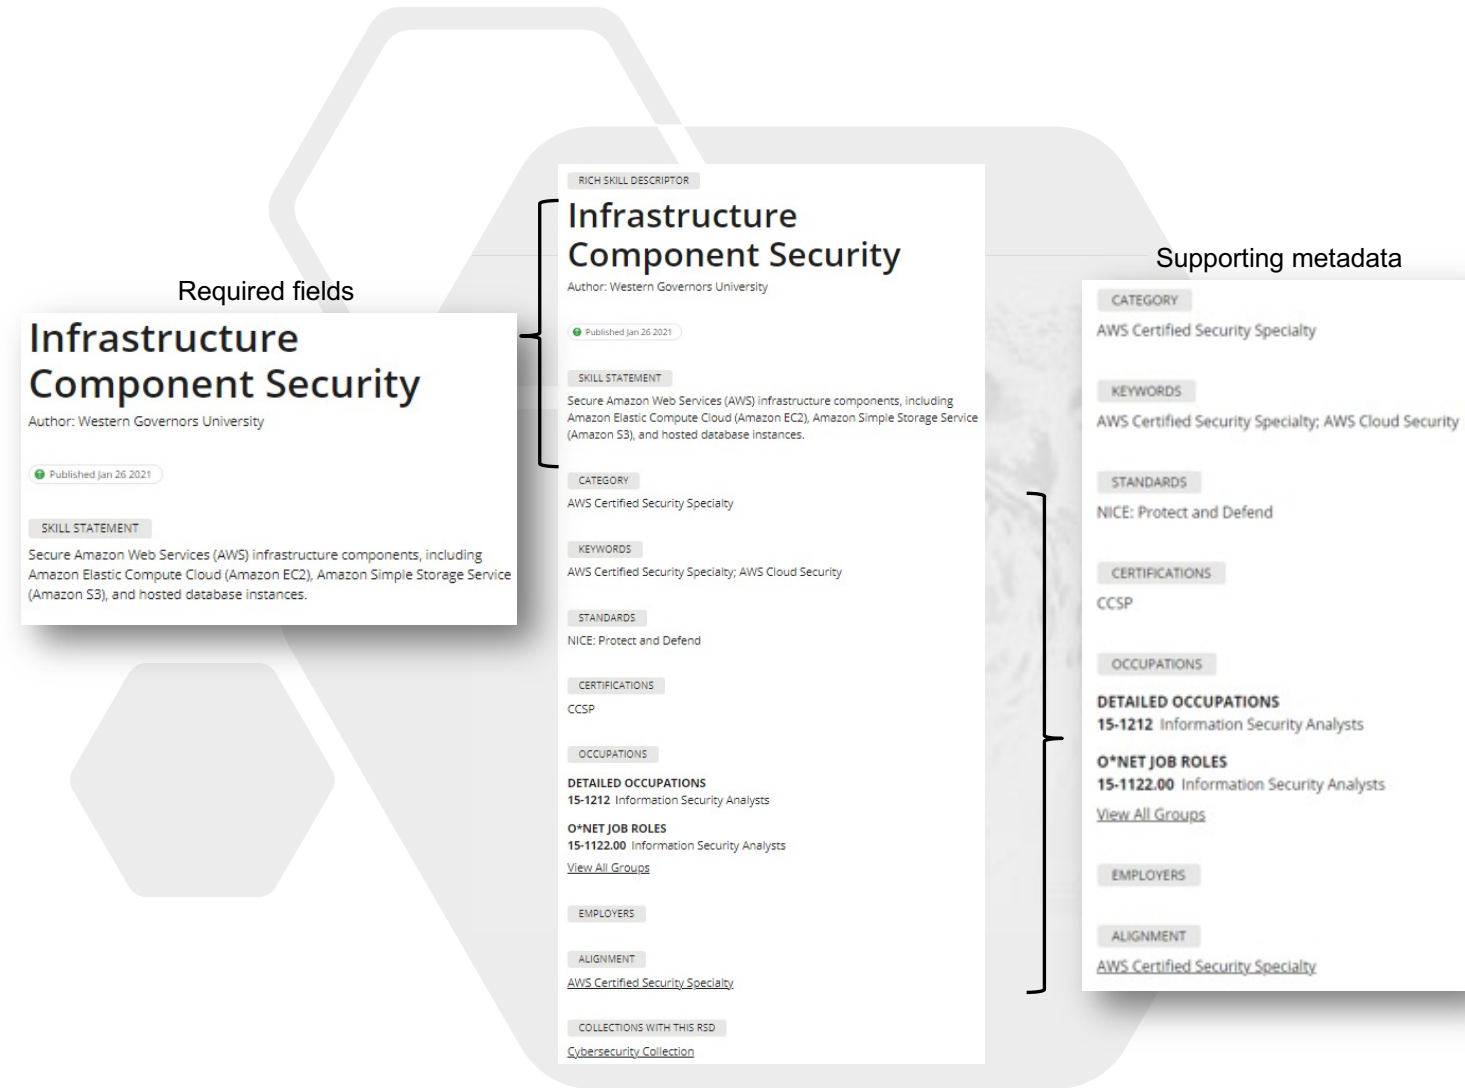 Required fields
Infrastructure
Component Security
Author: Western Governors University
Published Jan 26 2021
SKILL STATEMENT
Secure Amazon Web Services (AWS) infrastructure components, including
Amazon Elastic Compute Cloud (Amazon EC2), Amazon Simple Storage Service
(Amazon S3), and hosted database instances.
RICH SKILL DESCRIPTOR
Infrastructure
Component Security
Author: Western Governors University
Published Jan 26 2021
SKILL STATEMENT
Secure Amazon Web Services (AWS) infrastructure components, including
Amazon Elastic Compute Cloud (Amazon EC2), Amazon Simple Storage Service
(Amazon S3), and hosted database instances.
CATEGORY
AWS Certified Security Specialty
KEYWORDS
AWS Certified Security Specialty; AWS Cloud Security
STANDARDS
NICE: Protect and Defend
CERTIFICATIONS
CCSP
OCCUPATIONS
DETAILED OCCUPATIONS
15-1212 Information Security Analysts
O*NET JOB ROLES
15-1122.00 Information Security Analysts
View All Groups
EMPLOYERS
ALIGNMENT
AWS Certified Security Specialty
COLLECTIONS WITH THIS RSD
Cybersecurity Collection
Supporting metadata
CATEGORY
AWS Certified Security Specialty
KEYWORDS
AWS Certified Security Specialty; AWS Cloud Security
STANDARDS
NICE: Protect and Defend
CERTIFICATIONS
CCSP
OCCUPATIONS
DETAILED OCCUPATIONS
15-1212 Information Security Analysts
O*NET JOB ROLES
15-1122.00 Information Security Analysts
View All Groups
EMPLOYERS
ALIGNMENT
AWS Certified Security Specialty